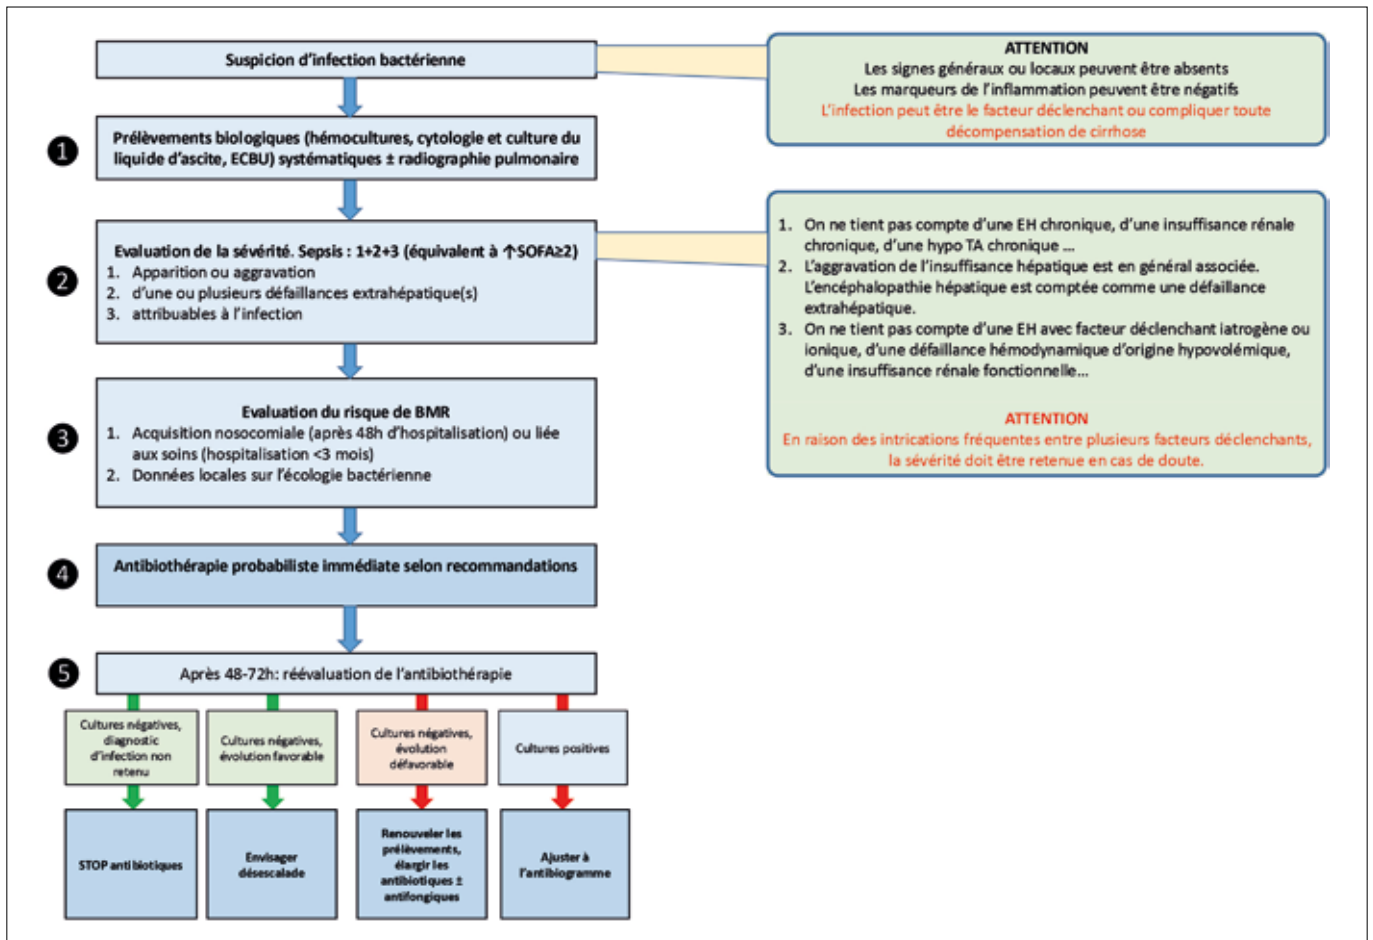 Suspicion d'infection bactérienne
ATTENTION
Les signes généraux ou locaux peuvent être absents
Les marqueurs de l'inflammation peuvent être négatifs
L'infection peut être le facteur déclenchant ou compliquer toute
décompensation de cirrhose
1
Prélèvements biologiques (hémocultures, cytologie et culture du
liquide d'ascite, ECBU) systématiques ± radiographie pulmonaire
2
Evaluation de la sévérité. Sepsis : 1+2+3 (équivalent à ↑SOFA≥2)
1. Apparition ou aggravation
2. d'une ou plusieurs défaillances extrahépatique(s)
3. attribuables à l'infection
1. On ne tient pas compte d'une EH chronique, d'une insuffisance rénale
chronique, d'une hypo TA chronique ...
2. L'aggravation de l'insuffisance hépatique est en général associée.
L'encéphalopathie hépatique est comptée comme une défaillance
extrahépatique.
3. On ne tient pas compte d'une EH avec facteur déclenchant iatrogène ou
ionique, d'une défaillance hémodynamique d'origine hypovolémique,
d'une insuffisance rénale fonctionnelle...
ATTENTION
En raison des intrications fréquentes entre plusieurs facteurs déclenchants,
la sévérité doit être retenue en cas de doute.
3
Evaluation du risque de BMR
1. Acquisition nosocomiale (après 48h d'hospitalisation) ou liée
aux soins (hospitalisation <3 mois)
2. Données locales sur l'écologie bactérienne
4
Antibiothérapie probabiliste immédiate selon recommandations
5
Après 48-72h: réévaluation de l'antibiothérapie
Cultures négatives,
diagnostic
d'infection non
retenu
Cultures négatives,
évolution favorable
Cultures négatives,
évolution
défavorable
Cultures positives
STOP antibiotiques
Envisager
désescalade
Renouveler les
prélèvements,
élargir les
antibiotiques ±
antifongiques
Ajuster à
l'antibiogramme